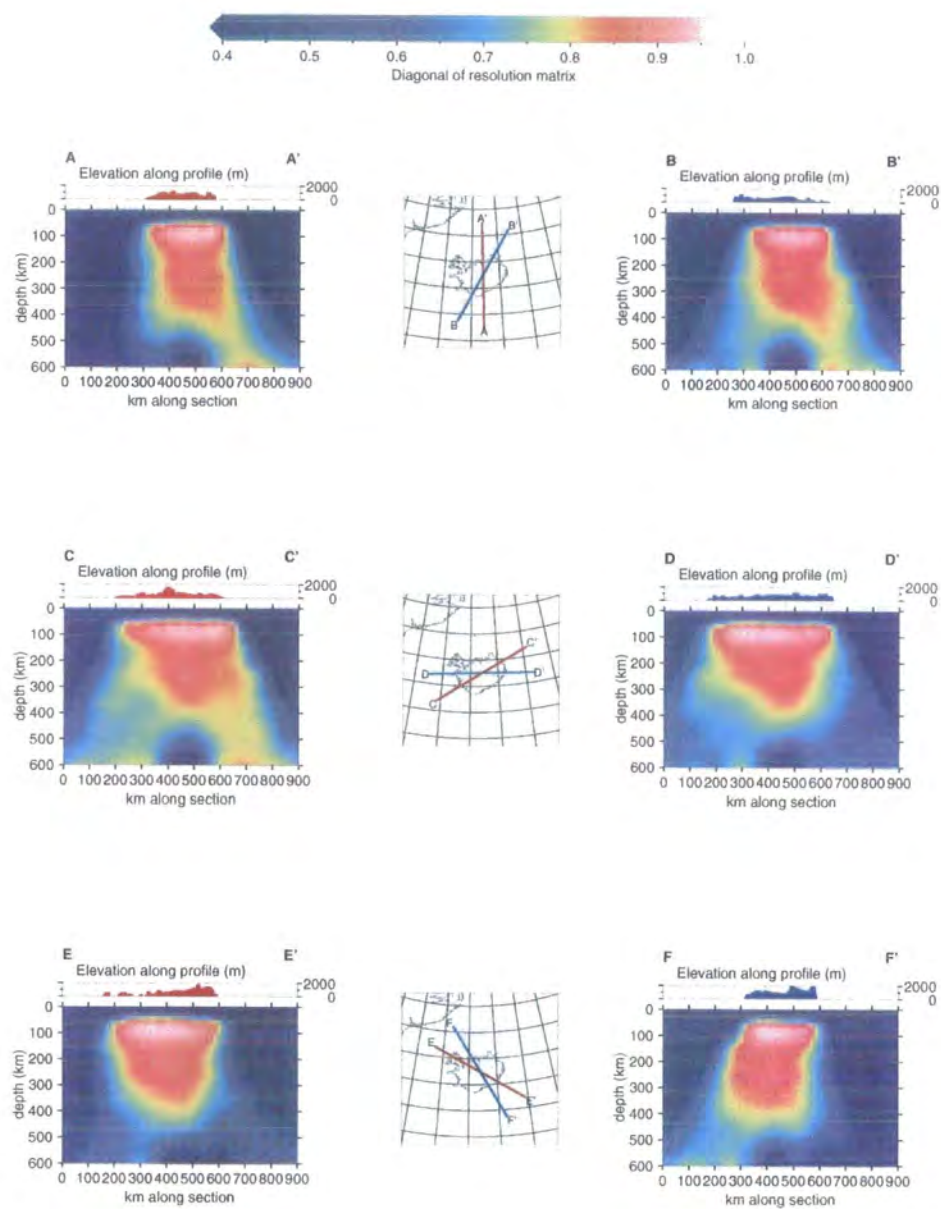 0.4 0.5 0.6 0.7 0.8 0.9 1.0
Diagonal of resolution matrix
A A'
Elevation along profile (m)
2000
0
0
100
200
300
400
500
600
depth (km)
0 100 200 300 400 500 600 700 800 900
km along section
A'
B'
B
A
B B'
Elevation along profile (m)
2000
0
0
100
200
300
400
500
600
depth (km)
0 100 200 300 400 500 600 700 800 900
km along section
C C'
Elevation along profile (m)
2000
0
0
100
200
300
400
500
600
depth (km)
0 100 200 300 400 500 600 700 800 900
km along section
C'
D D'
C
D D'
Elevation along profile (m)
2000
0
0
100
200
300
400
500
600
depth (km)
0 100 200 300 400 500 600 700 800 900
km along section
E E'
Elevation along profile (m)
2000
0
0
100
200
300
400
500
600
depth (km)
0 100 200 300 400 500 600 700 800 900
km along section
F
E
E'
F'
F F'
Elevation along profile (m)
2000
0
0
100
200
300
400
500
600
depth (km)
0 100 200 300 400 500 600 700 800 900
km along section